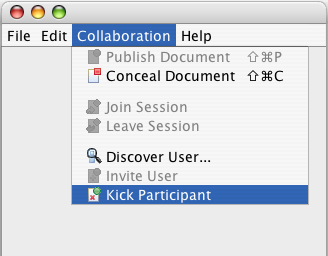 File Edit Collaboration Help
Publish Document ⇧⌘P
Conceal Document ⇧⌘C
Join Session
Leave Session
Discover User...
Invite User
Kick Participant